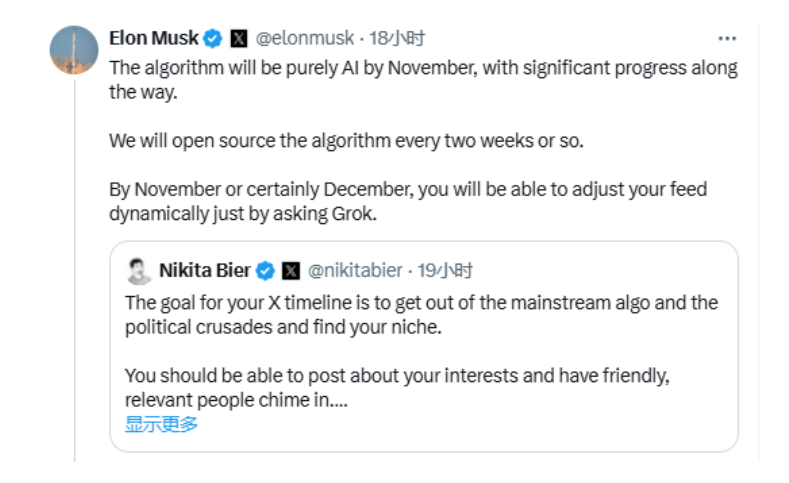 Elon Musk @elonmusk · 18小时
The algorithm will be purely AI by November, with significant progress along
the way.
We will open source the algorithm every two weeks or so.
By November or certainly December, you will be able to adjust your feed
dynamically just by asking Grok.
Nikita Bier @nikitabier · 19小时
The goal for your X timeline is to get out of the mainstream algo and the
political crusades and find your niche.
You should be able to post about your interests and have friendly,
relevant people chime in....
显示更多